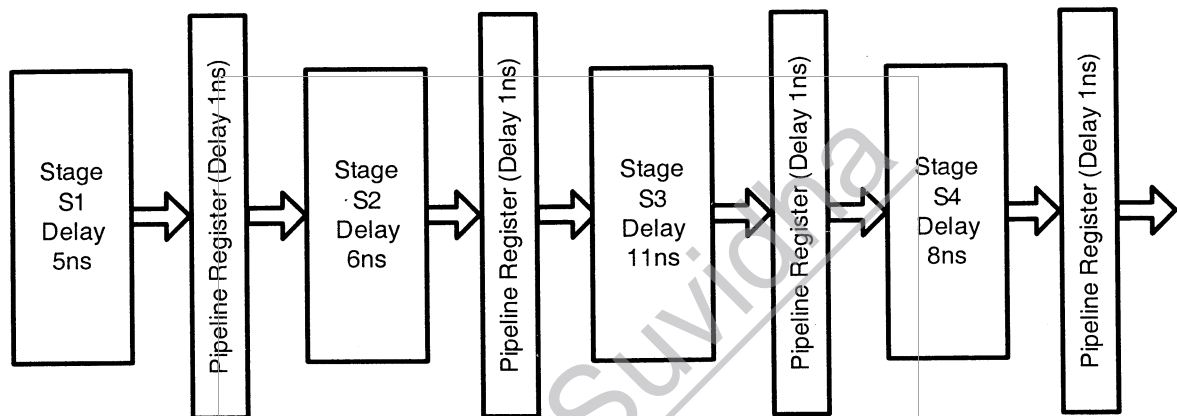 Stage
S1
Delay
5ns
Pipeline Register (Delay 1ns)
Stage
S2
Delay
6ns
Pipeline Register (Delay 1ns)
Stage
S3
Delay
11ns
Pipeline Register (Delay 1ns)
Stage
S4
Delay
8ns
Pipeline Register (Delay 1ns)
Suvidha